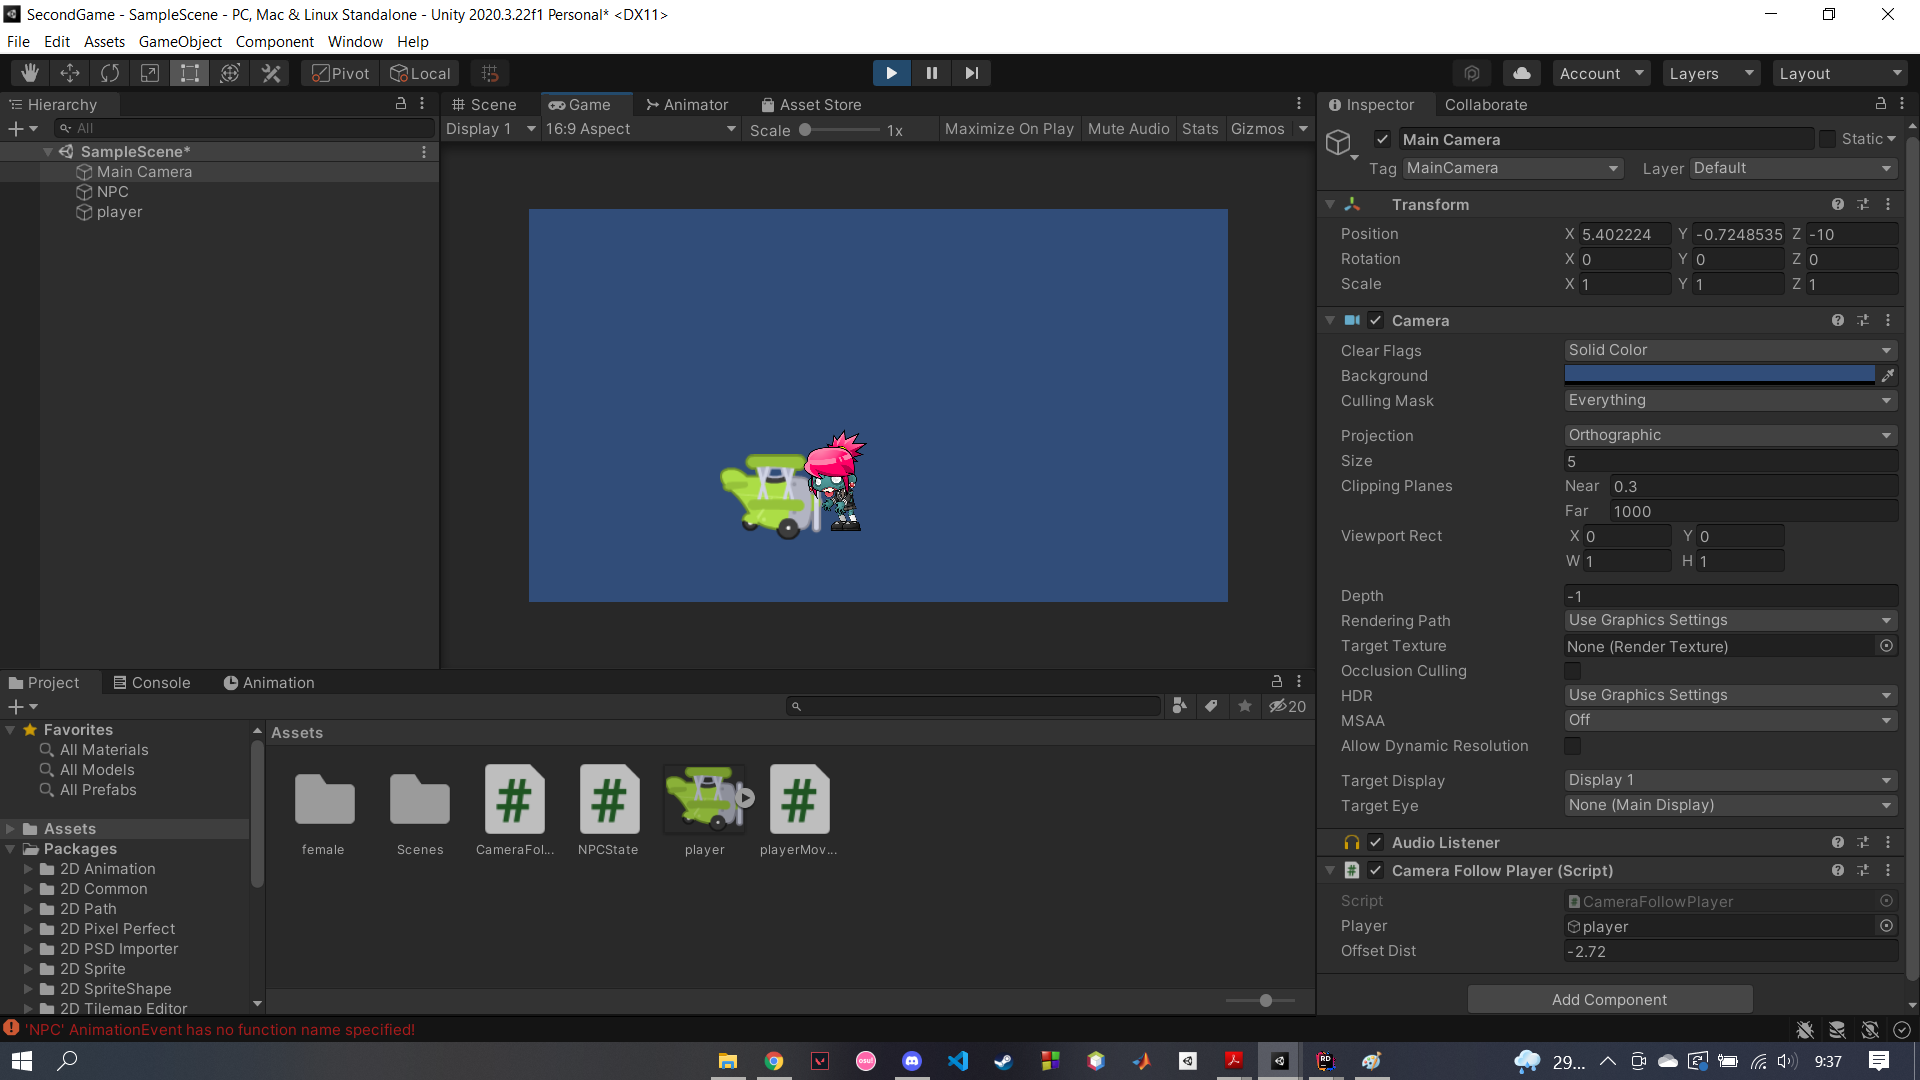 SecondGame - SampleScene - PC, Mac & Linux Standalone - Unity 2020.3.22f1 Personal* <DX11>
File Edit Assets GameObject Component Window Help
Pivot Local Account Layers Layout
Hierarchy
All
SampleScene*
Main Camera
NPC
player
Scene Game Animator Asset Store
Display 1 16:9 Aspect Scale 1x Maximize On Play Mute Audio Stats Gizmos
Inspector Collaborate
Main Camera Static
Tag MainCamera Layer Default
Transform
Position X 5.402224 Y -0.7248535 Z -10
Rotation X 0 Y 0 Z 0
Scale X 1 Y 1 Z 1
Camera
Clear Flags Solid Color
Background
Culling Mask Everything
Projection Orthographic
Size 5
Clipping Planes Near 0.3
Far 1000
Viewport Rect X 0 Y 0
W 1 H 1
Depth -1
Rendering Path Use Graphics Settings
Target Texture None (Render Texture)
Occlusion Culling
HDR Use Graphics Settings
MSAA Off
Allow Dynamic Resolution
Target Display Display 1
Target Eye None (Main Display)
Audio Listener
Camera Follow Player (Script)
Script CameraFollowPlayer
Player player
Offset Dist -2.72
Add Component
Project Console Animation
20
Favorites
All Materials
All Models
All Prefabs
Assets
Packages
2D Animation
2D Common
2D Path
2D Pixel Perfect
2D PSD Importer
2D Sprite
2D SpriteShape
2D Tilemap Editor
Assets
female Scenes CameraFol... NPCState player playerMov...
'NPC' AnimationEvent has no function name specified!
osu!
RD
29... 9:37